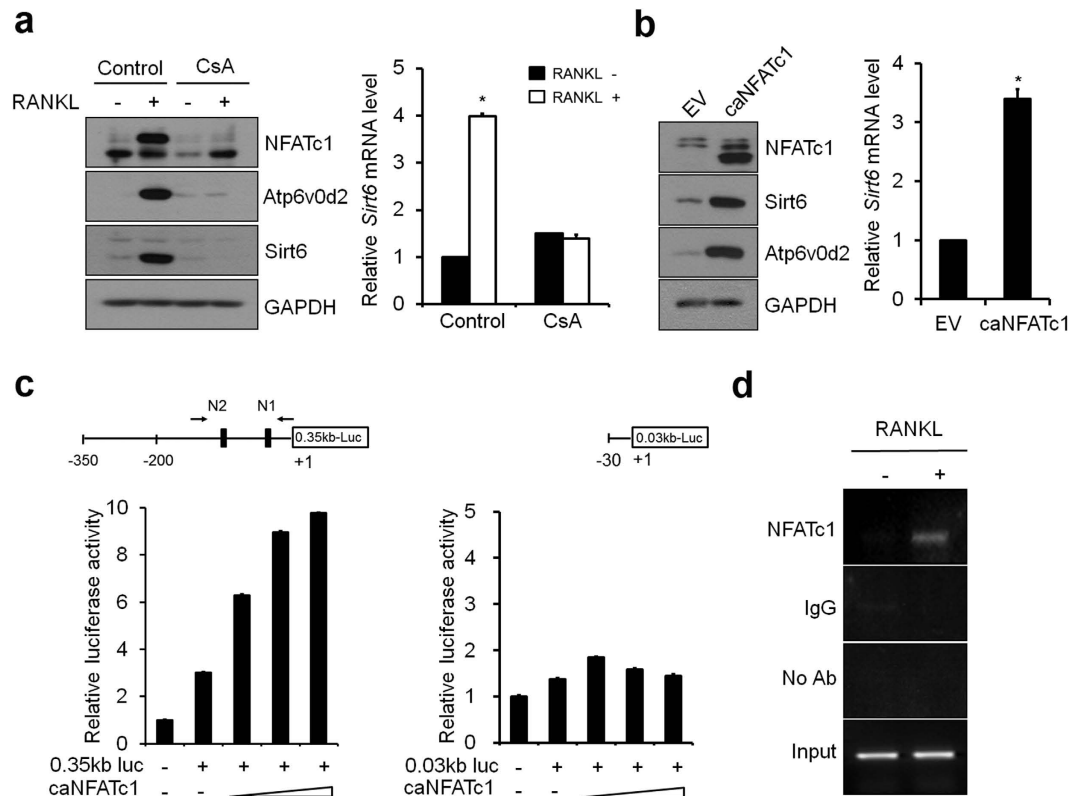 a
Control CsA
RANKL - + - +
NFATc1
Atp6v0d2
Sirt6
GAPDH
Relative Sirt6 mRNA level
5
4
3
2
1
0
RANKL -
RANKL +
*
Control CsA
b
EV caNFATc1
NFATc1
Sirt6
Atp6v0d2
GAPDH
Relative Sirt6 mRNA level
4
3
2
1
0
*
EV caNFATc1
c
N2 N1
0.35kb-Luc
-350 -200 +1
Relative luciferase activity
10
8
6
4
2
0
0.35kb luc - + + + +
caNFATc1 - -
0.03kb-Luc
-30 +1
Relative luciferase activity
5
4
3
2
1
0
0.03kb luc - + + + +
caNFATc1 - -
d
RANKL
- +
NFATc1
IgG
No Ab
Input